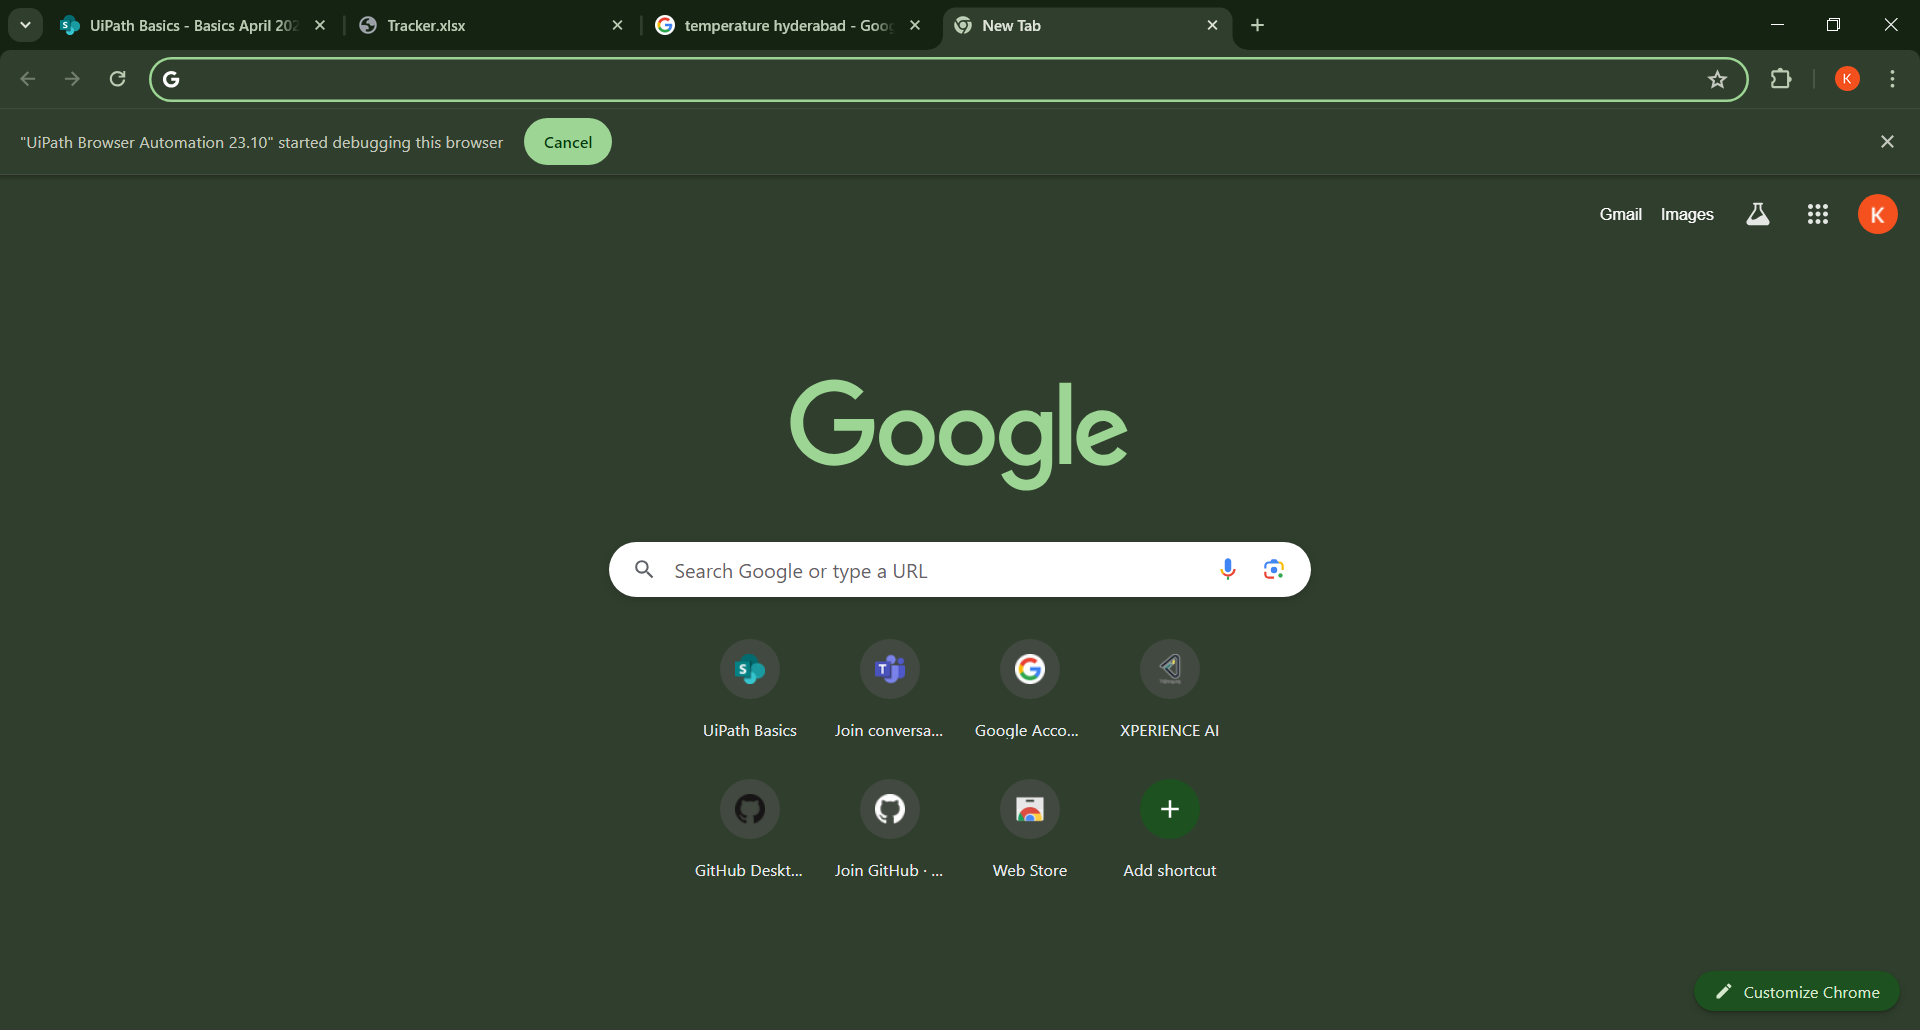 UiPath Basics - Basics April 202
Tracker.xlsx
temperature hyderabad - Goog
New Tab
K
"UiPath Browser Automation 23.10" started debugging this browser
Cancel
Gmail
Images
K
Google
Search Google or type a URL
UiPath Basics
Join conversa...
Google Acco...
XPERIENCE AI
GitHub Deskt...
Join GitHub · ...
Web Store
Add shortcut
Customize Chrome